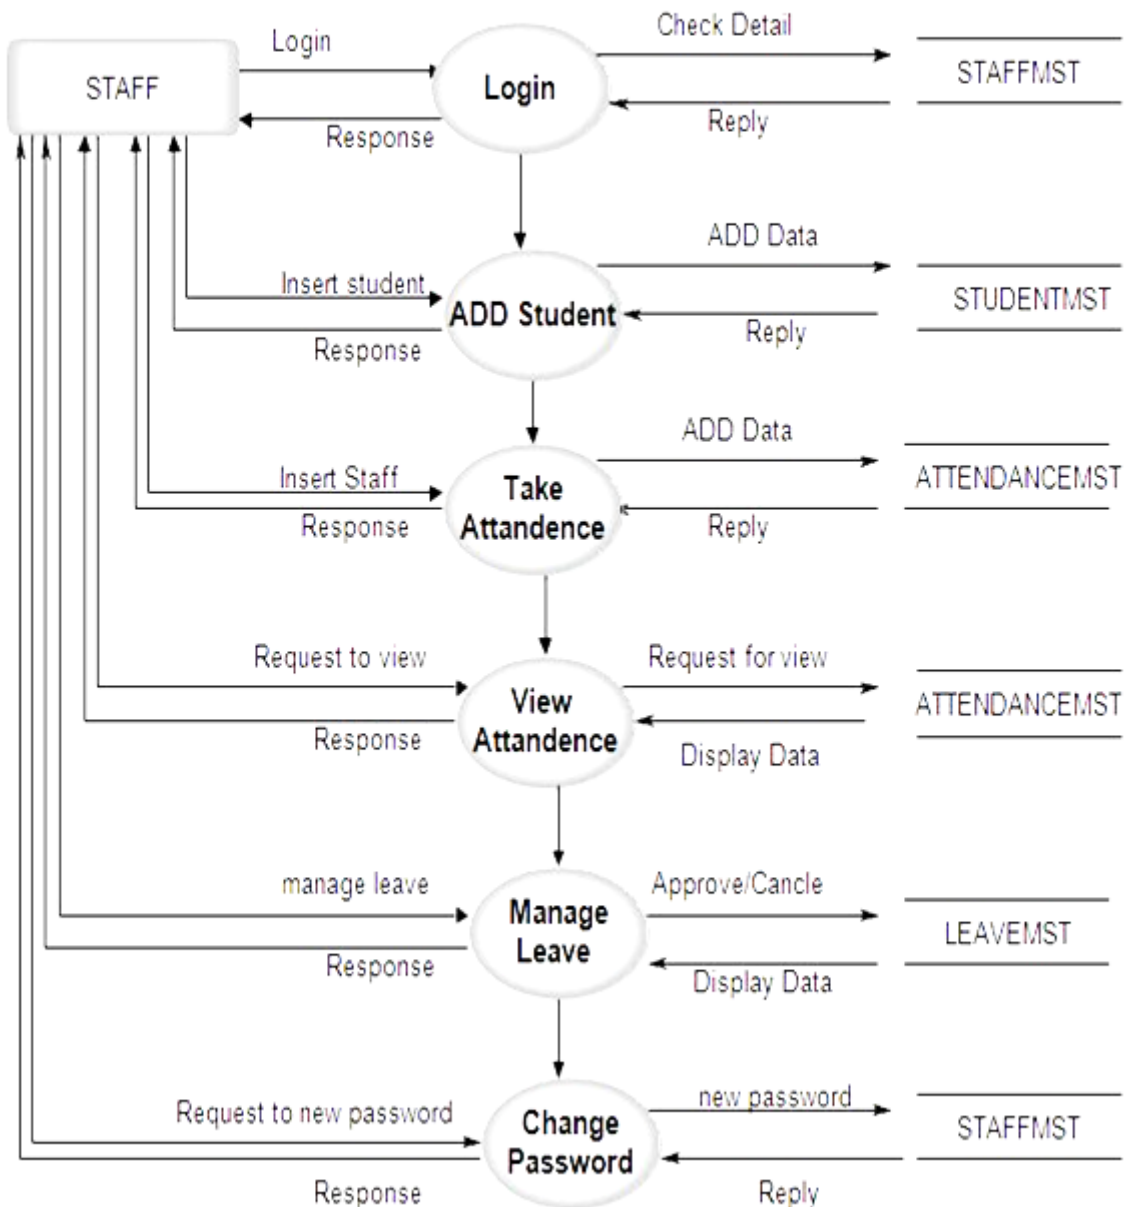 Login
Check Detail
STAFF
Login
STAFFMST
Response
Reply
ADD Data
Insert student
ADD Student
STUDENTMST
Response
Reply
ADD Data
Insert Staff
Take
Attandence
ATTENDANCEMST
Response
Reply
Request to view
Request for view
View
Attandence
ATTENDANCEMST
Response
Display Data
manage leave
Approve/Cancle
Manage
Leave
LEAVEMST
Response
Display Data
Request to new password
new password
Change
Password
STAFFMST
Response
Reply